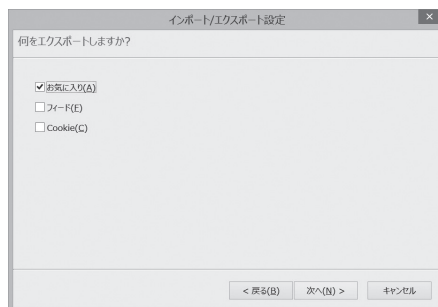 インポート/エクスポート設定
何をエクスポートしますか?
お気に入り(A)
フィード(F)
Cookie(C)
< 戻る(B) 次へ(N) > キャンセル